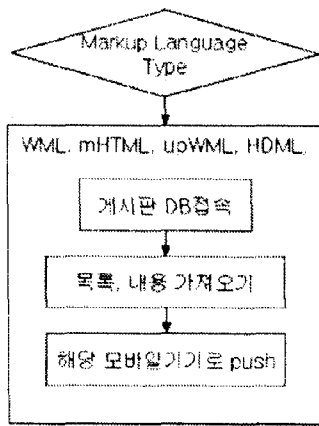 Markup Language
Type
WML, mHTML, upWML, HDML,
게시판 DB접속
목록, 내용 가져오기
해당 모바일기기로 push